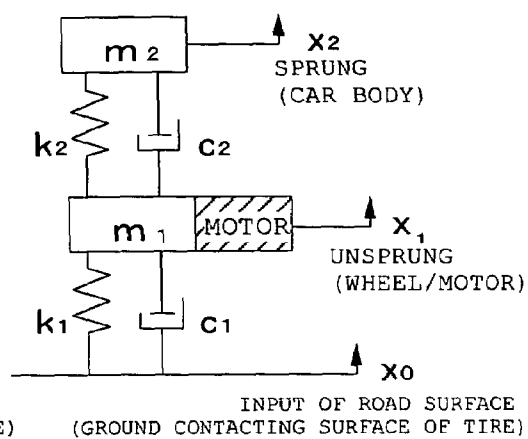 m2
X2
SPRUNG
(CAR BODY)
k2
C2
m1
MOTOR
X1
UNSPRUNG
(WHEEL/MOTOR)
k1
C1
X0
INPUT OF ROAD SURFACE
E) (GROUND CONTACTING SURFACE OF TIRE)